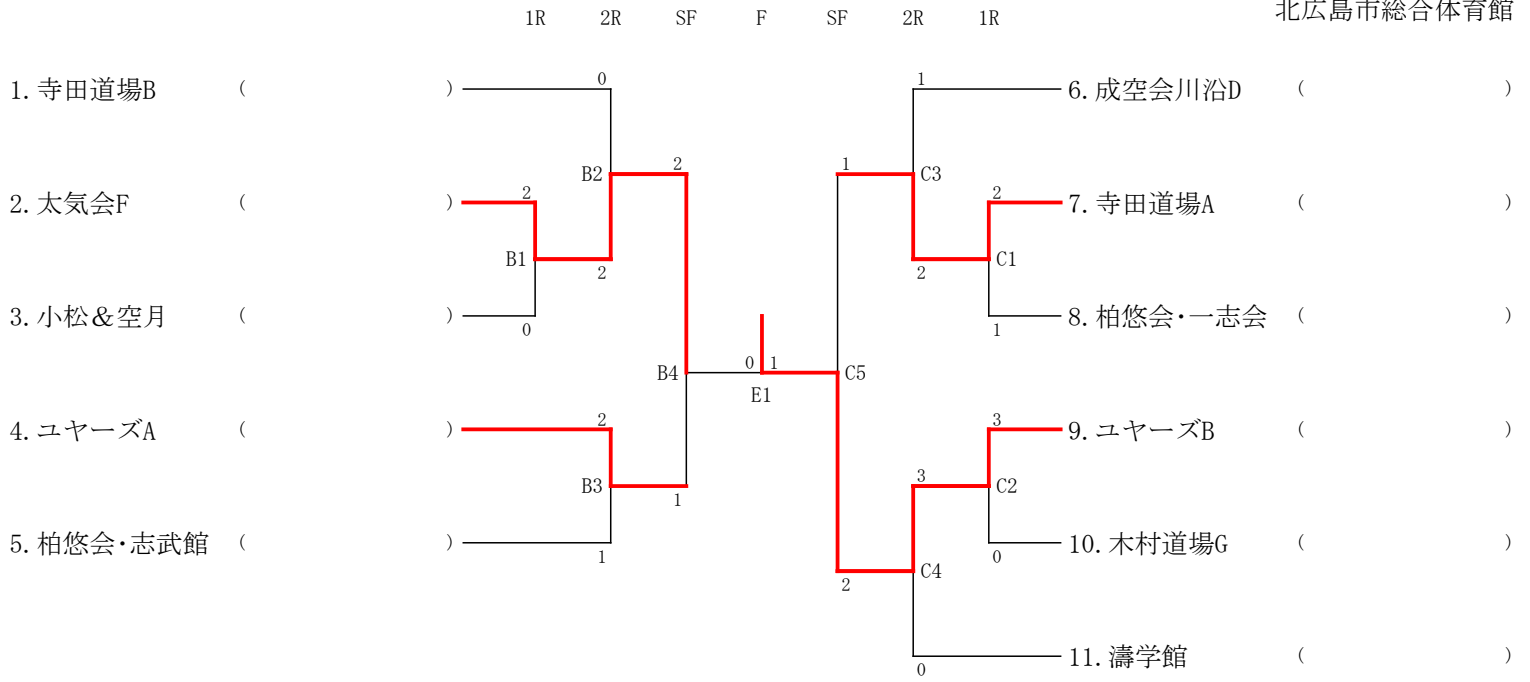 北広島市総合体育館
1R 2R SF F SF 2R 1R
1.寺田道場B ( ) 0 1 6.成空会川沿D ( )
B2 2 1 C3
2.太気会F ( ) 2 2 7.寺田道場A ( )
B1 2 2 C1
3.小松&空月 ( ) 0 1 8.柏悠会・一志会 ( )
B4 0 1 C5
E1
4.ユヤーズA ( ) 2 3 9.ユヤーズB ( )
B3 1 3 C2
5.柏悠会・志武館 ( ) 1 0 10.木村道場G ( )
2 C4
0 11.濤学館 ( )